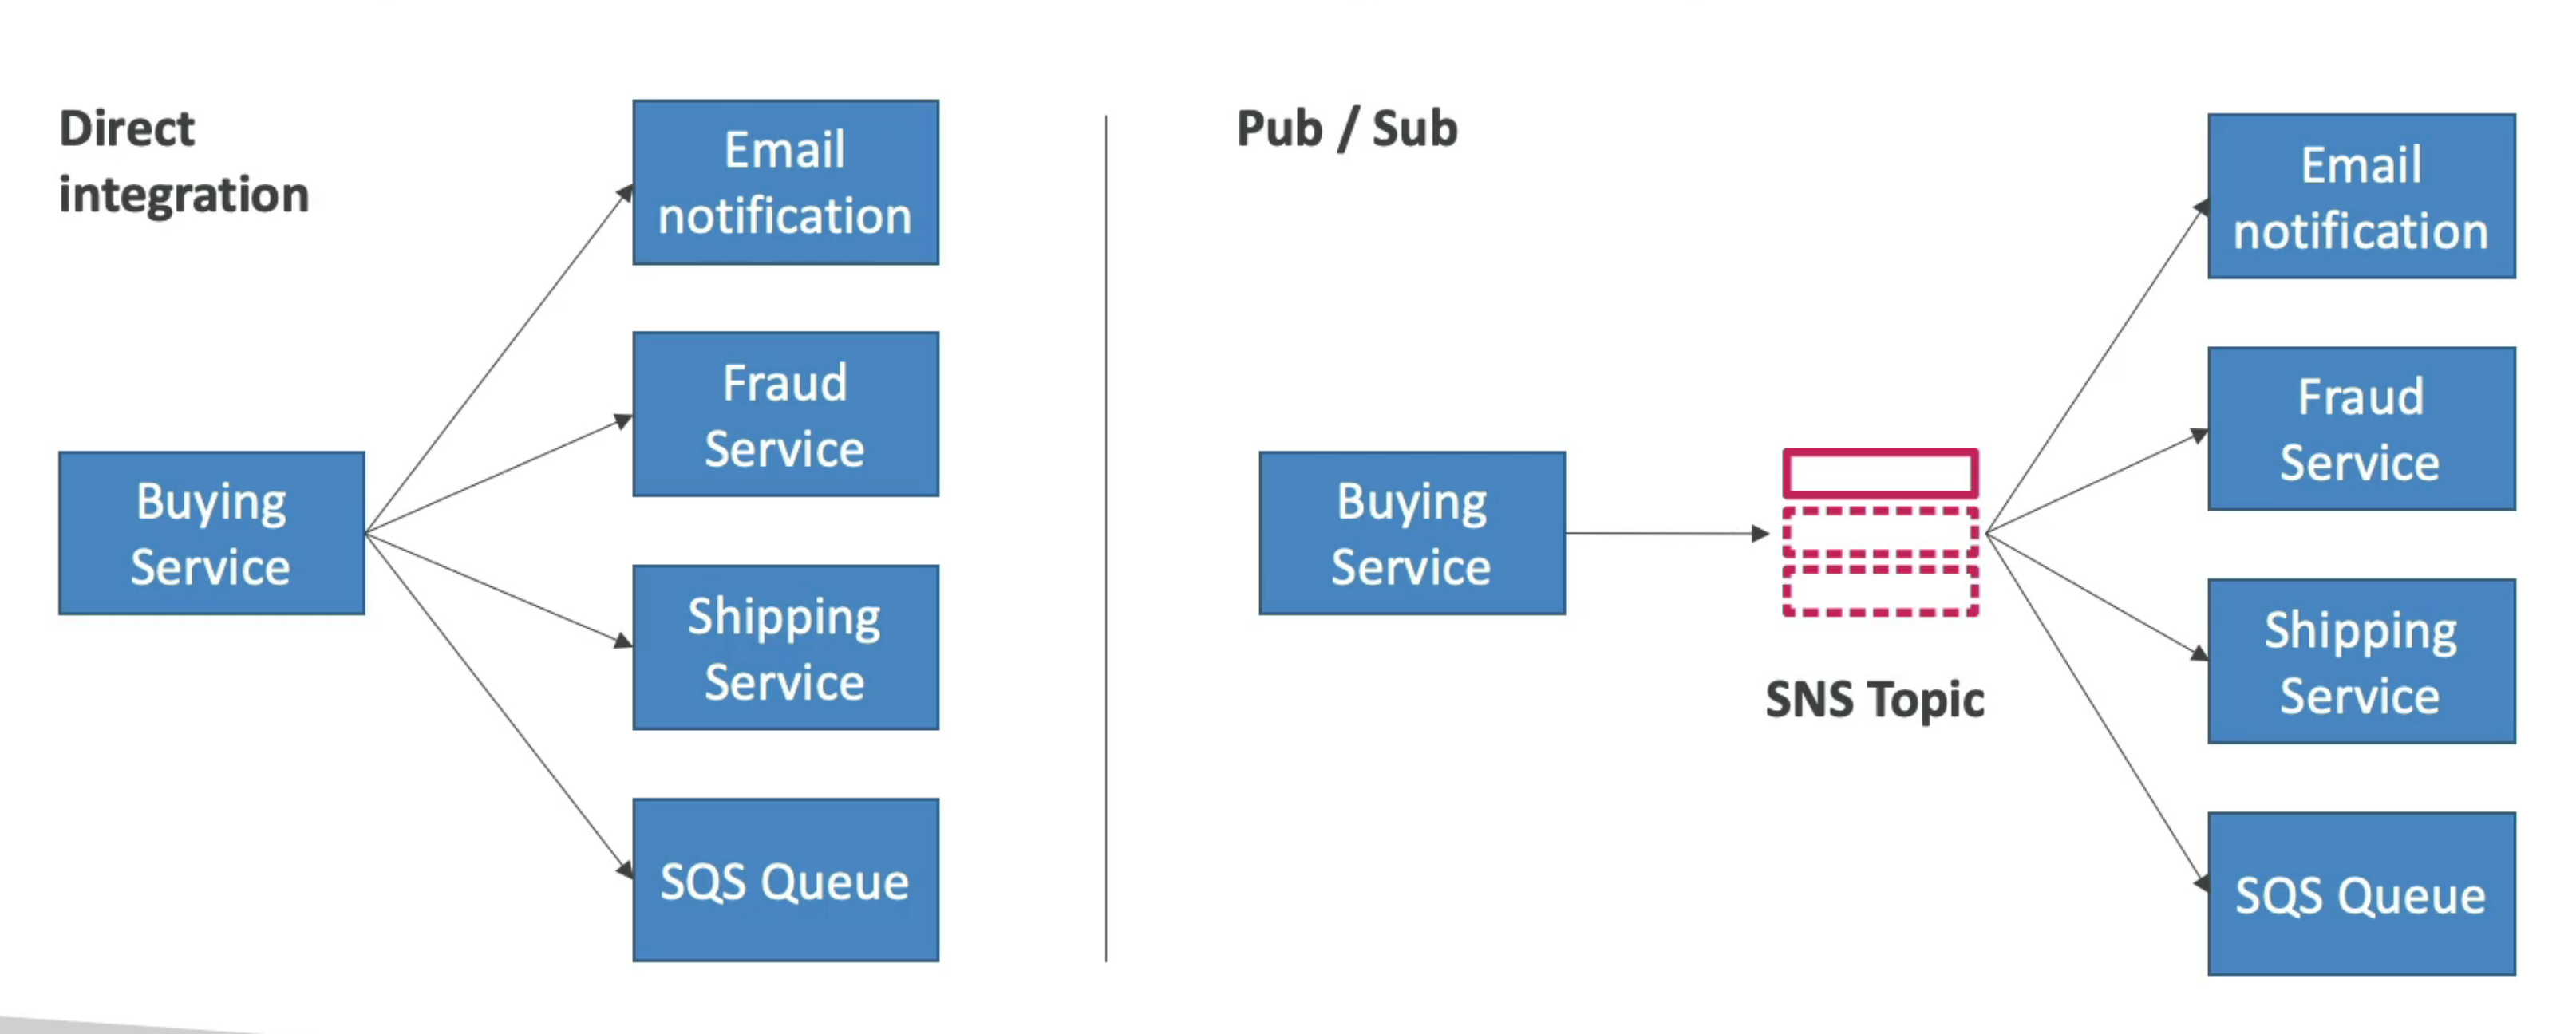 Direct
integration
Buying
Service
Email
notification
Fraud
Service
Shipping
Service
SQS Queue
Pub / Sub
Buying
Service
SNS Topic
Email
notification
Fraud
Service
Shipping
Service
SQS Queue